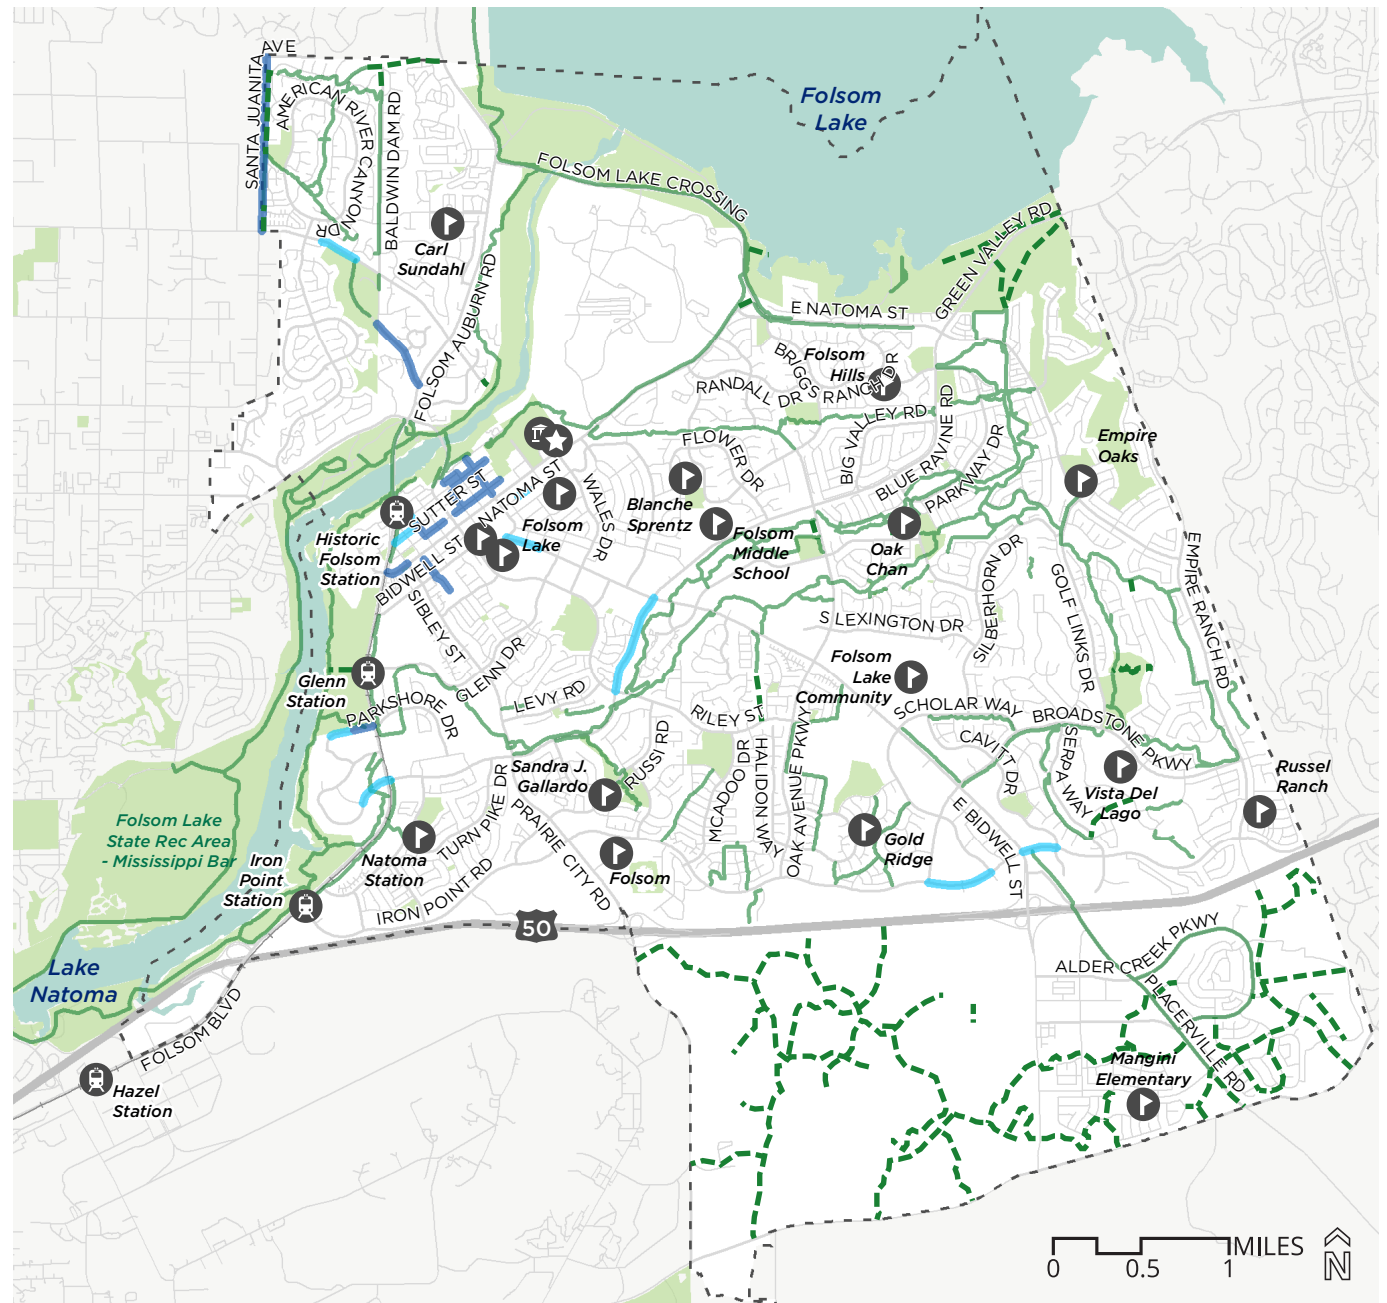 AVE
SANTA JUANITA
AMERICAN RIVER CANYON
DR
BALDWIN DAM RD
Folsom
Lake
FOLSOM LAKE CROSSING
GREEN VALLEY RD
Carl
Sundahl
FOLSOM AUBURN RD
E NATOMA ST
BRIGGS RANCH DR
Folsom
Hills
RANDALL DR
BIG VALLEY RD
BLUE RAVINE RD
PARKWAY DR
FLOWER DR
Empire
Oaks
SUTTER ST
NATOMA ST
WALES DR
Folsom
Lake
Blanche
Sprentz
Folsom
Middle
School
Oak
Chan
Historic
Folsom
Station
BIDWELL ST
SIBLEY ST
EMPIRE RANCH RD
SILBERHORN DR
GOLF LINKS DR
S LEXINGTON DR
GLENN DR
LEVY RD
Glenn
Station
PARKSHORE DR
Folsom
Lake
Community
SCHOLAR WAY
BROADSTONE PKWY
RILEY ST
RUSSI RD
MCADOO DR
HALIDON WAY
OAK AVENUE PKWY
CAVITT DR
SERPA WAY
Sandra J.
Gallardo
Vista Del
Lago
Russel
Ranch
TURN PIKE DR
PRAIRIE CITY RD
E BIDWELL ST
Folsom Lake
State Rec Area
- Mississippi Bar
Iron
Point
Station
Natoma
Station
Gold
Ridge
Folsom
IRON POINT RD
50
Lake
Natoma
ALDER CREEK PKWY
PLACERVILLE RD
FOLSOM BLVD
Hazel
Station
Mangini
Elementary
MILES
0 0.5 1
N